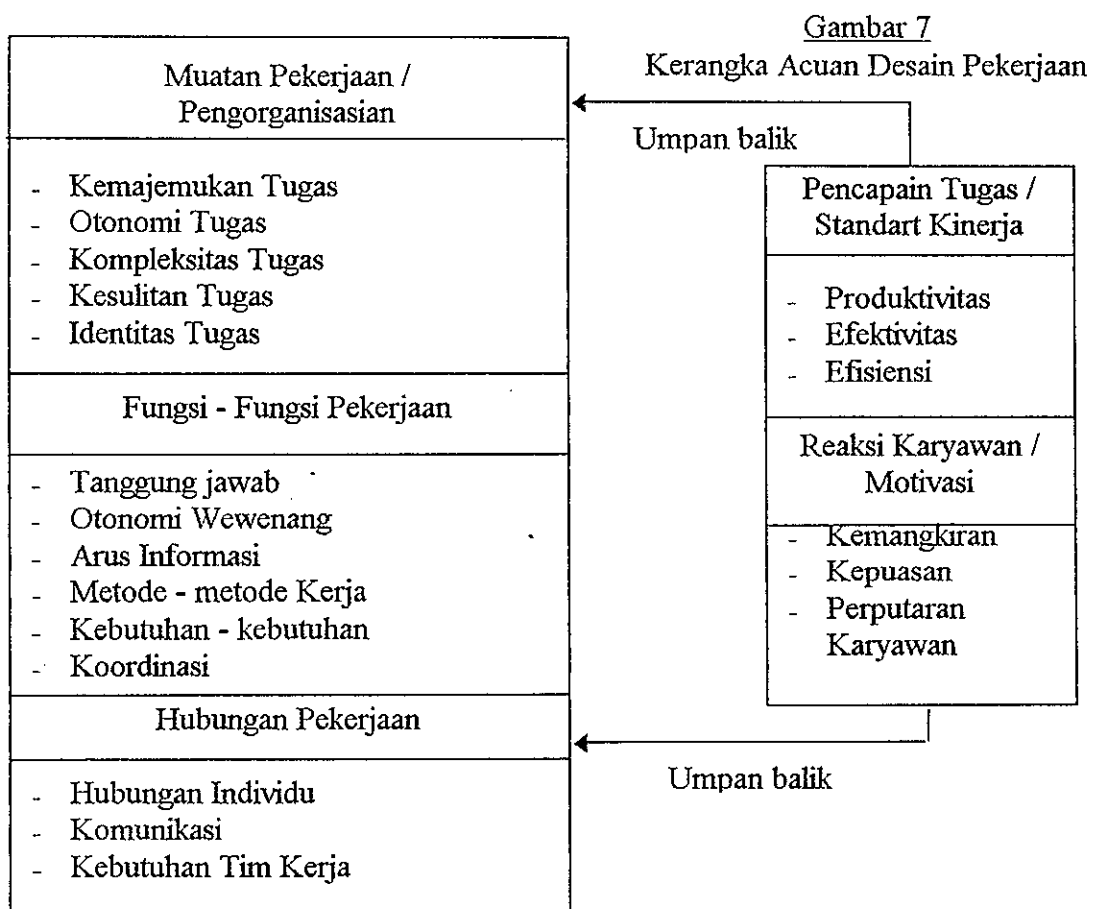 Gambar 7
Kerangka Acuan Desain Pekerjaan
Muatan Pekerjaan /
Pengorganisasian
- Kemajemukan Tugas
- Otonomi Tugas
- Kompleksitas Tugas
- Kesulitan Tugas
- Identitas Tugas
Fungsi - Fungsi Pekerjaan
- Tanggung jawab
- Otonomi Wewenang
- Arus Informasi
- Metode - metode Kerja
- Kebutuhan - kebutuhan
- Koordinasi
Hubungan Pekerjaan
- Hubungan Individu
- Komunikasi
- Kebutuhan Tim Kerja
Umpan balik
Pencapain Tugas /
Standart Kinerja
- Produktivitas
- Efektivitas
- Efisiensi
Reaksi Karyawan /
Motivasi
- Kemangkiran
- Kepuasan
- Perputaran
Karyawan
Umpan balik